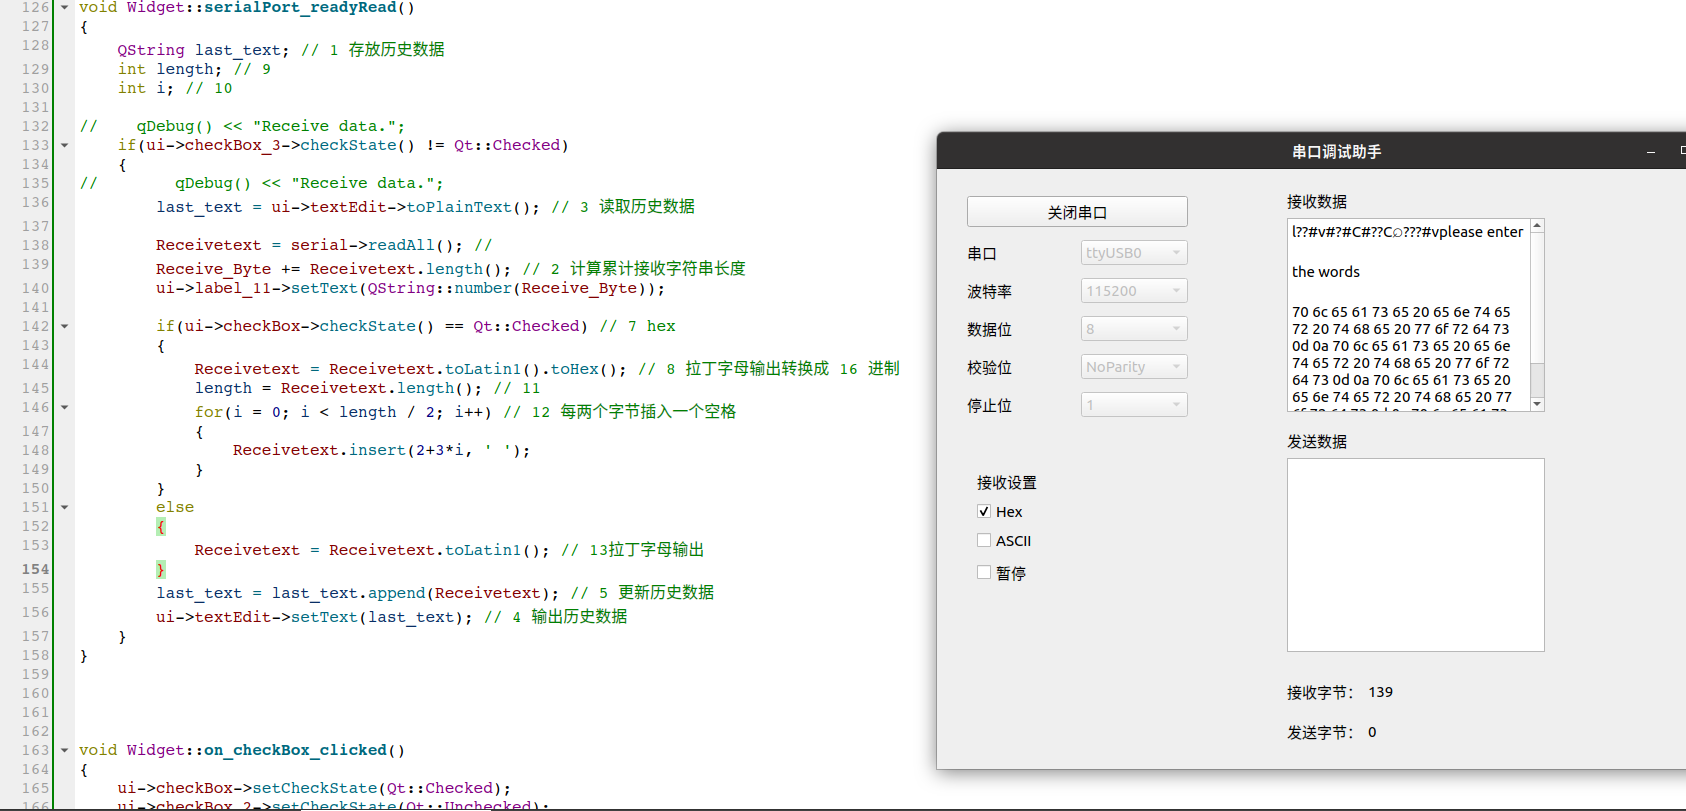 126 void Widget::serialPort_readyRead()
127 {
128 QString last_text; // 1 存放历史数据
129 int length; // 9
130 int i; // 10
131
132 // qDebug() << "Receive data.";
133 if(ui->checkBox_3->checkState() != Qt::Checked)
134 {
135 // qDebug() << "Receive data.";
136 last_text = ui->textEdit->toPlainText(); // 3 读取历史数据
137
138 Receivetext = serial->readAll(); //
139 Receive_Byte += Receivetext.length(); // 2 计算累计接收字符串长度
140 ui->label_11->setText(QString::number(Receive_Byte));
141
142 if(ui->checkBox->checkState() == Qt::Checked) // 7 hex
143 {
144 Receivetext = Receivetext.toLatin1().toHex(); // 8 拉丁字母输出转换成 16 进制
145 length = Receivetext.length(); // 11
146 for(i = 0; i < length / 2; i++) // 12 每两个字节插入一个空格
147 {
148 Receivetext.insert(2+3*i, ' ');
149 }
150 }
151 else
152 {
153 Receivetext = Receivetext.toLatin1(); // 13拉丁字母输出
154 }
155 last_text = last_text.append(Receivetext); // 5 更新历史数据
156 ui->textEdit->setText(last_text); // 4 输出历史数据
157 }
158 }
159
160
161
162
163 void Widget::on_checkBox_clicked()
164 {
165 ui->checkBox->setCheckState(Qt::Checked);
166 ui->checkBox_2->setCheckState(Qt::Unchecked);
串口调试助手
关闭串口
串口 ttyUSB0
波特率 115200
数据位 8
校验位 NoParity
停止位 1
接收设置
Hex
ASCII
暂停
接收数据
l??#v#?#C#??C???#vplease enter
the words
70 6c 65 61 73 65 20 65 6e 74 65
72 20 74 68 65 20 77 6f 72 64 73
0d 0a 70 6c 65 61 73 65 20 65 6e
74 65 72 20 74 68 65 20 77 6f 72
64 73 0d 0a 70 6c 65 61 73 65 20
65 6e 74 65 72 20 74 68 65 20 77
发送数据
接收字节： 139
发送字节： 0